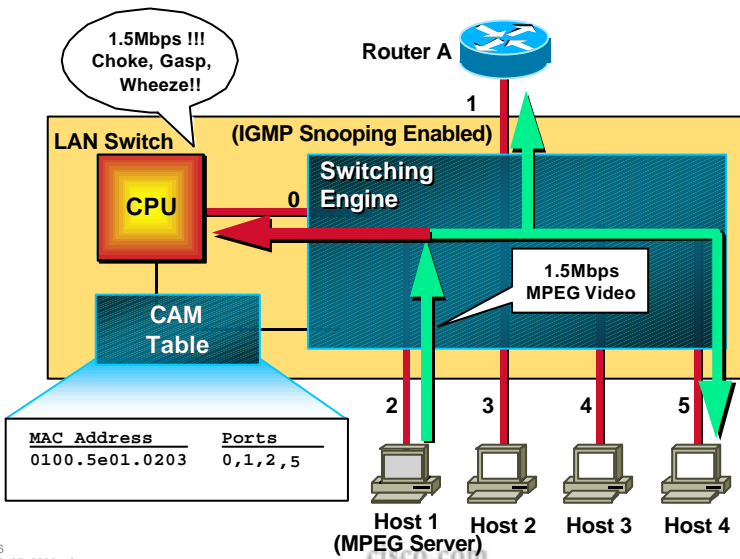 1.5Mbps !!!
Choke, Gasp,
Wheeze!!
Router A
1
LAN Switch
(IGMP Snooping Enabled)
Switching
Engine
CPU
0
1.5Mbps
MPEG Video
CAM
Table
2
3
4
5
MAC Address Ports
0100.5e01.0203 0,1,2,5
Host 1
(MPEG Server)
Host 2
Host 3
Host 4
cisco.com